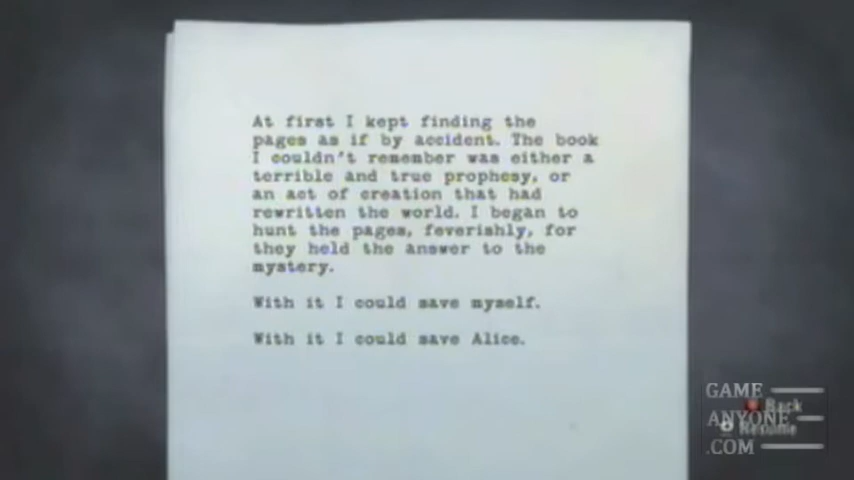 At first I kept finding the
pages as if by accident. The book
I couldn't remember was either a
terrible and true prophesy, or
an act of creation that had
rewritten the world. I began to
hunt the pages, feverishly, for
they held the answer to the
mystery.
With it I could save myself.
With it I could save Alice.
GAME
ANYONE
.COM
Back
Resume